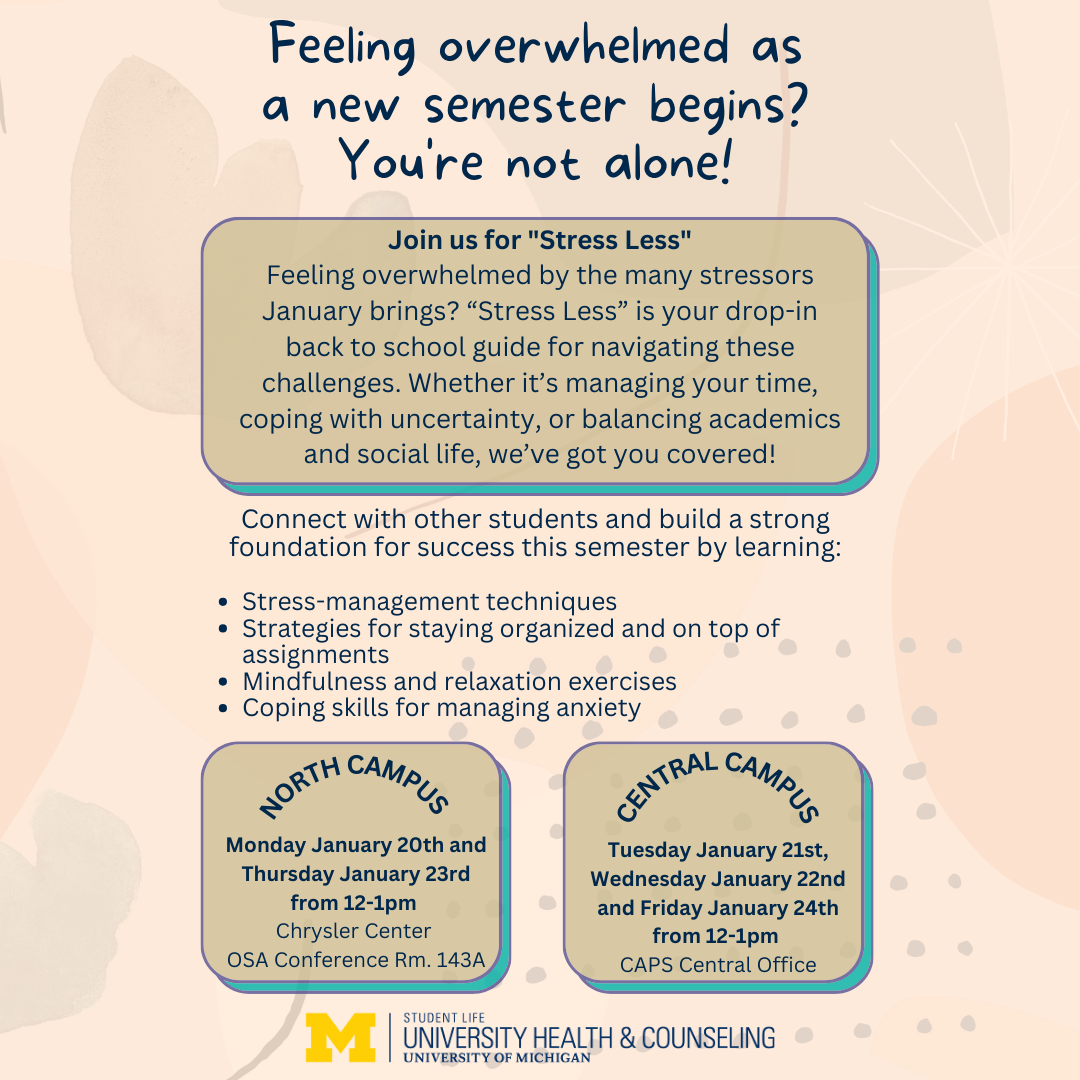 Feeling overwhelmed as
a new semester begins?
You're not alone!
Join us for "Stress Less"
Feeling overwhelmed by the many stressors
January brings? “Stress Less” is your drop-in
back to school guide for navigating these
challenges. Whether it’s managing your time,
coping with uncertainty, or balancing academics
and social life, we’ve got you covered!
Connect with other students and build a strong
foundation for success this semester by learning:
• Stress-management techniques
• Strategies for staying organized and on top of
assignments
• Mindfulness and relaxation exercises
• Coping skills for managing anxiety
NORTH CAMPUS
Monday January 20th and
Thursday January 23rd
from 12-1pm
Chrysler Center
OSA Conference Rm. 143A
CENTRAL CAMPUS
Tuesday January 21st,
Wednesday January 22nd
and Friday January 24th
from 12-1pm
CAPS Central Office
M
STUDENT LIFE
UNIVERSITY HEALTH & COUNSELING
UNIVERSITY OF MICHIGAN